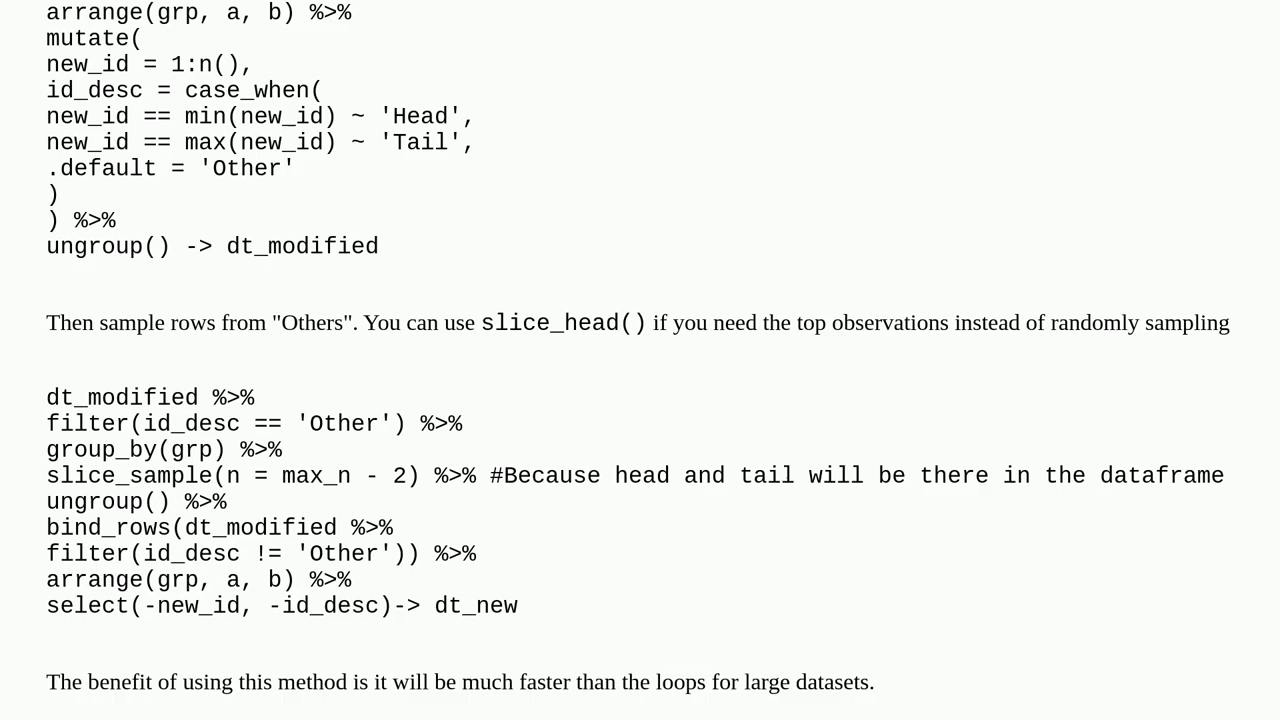 arrange(grp, a, b) %>%
mutate(
new_id = 1:n(),
id_desc = case_when(
new_id == min(new_id) ~ 'Head',
new_id == max(new_id) ~ 'Tail',
.default = 'Other'
)
) %>%
ungroup() -> dt_modified
Then sample rows from "Others". You can use slice_head() if you need the top observations instead of randomly sampling
dt_modified %>%
filter(id_desc == 'Other') %>%
group_by(grp) %>%
slice_sample(n = max_n - 2) %>% #Because head and tail will be there in the dataframe
ungroup() %>%
bind_rows(dt_modified %>%
filter(id_desc != 'Other')) %>%
arrange(grp, a, b) %>%
select(-new_id, -id_desc)-> dt_new
The benefit of using this method is it will be much faster than the loops for large datasets.